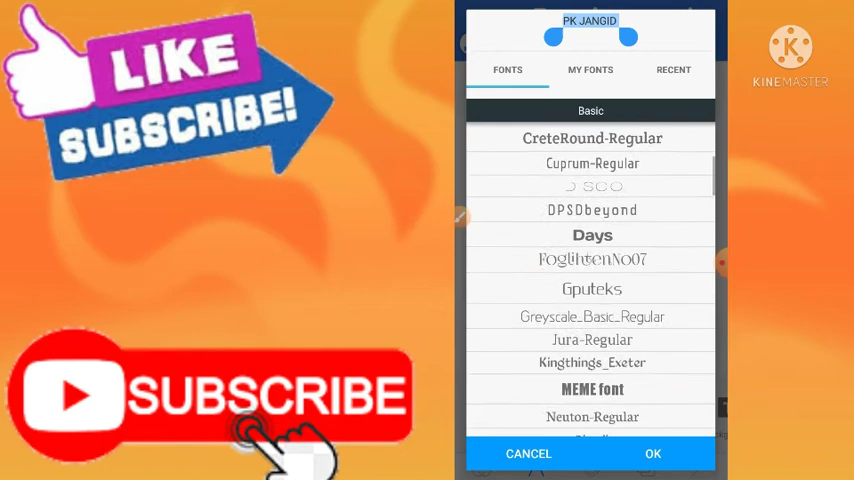 LIKE
SUBSCRIBE!
SUBSCRIBE
PK JANGID
FONTS
MY FONTS
RECENT
Basic
CreteRound-Regular
Cuprum-Regular
DISCO
DPSDbeyond
Days
FoglihtenNo07
Gputeks
Greyscale_Basic_Regular
Jura-Regular
Kingthings_Exeter
MEME font
Neuton-Regular
CANCEL
OK
K
KINEMASTER